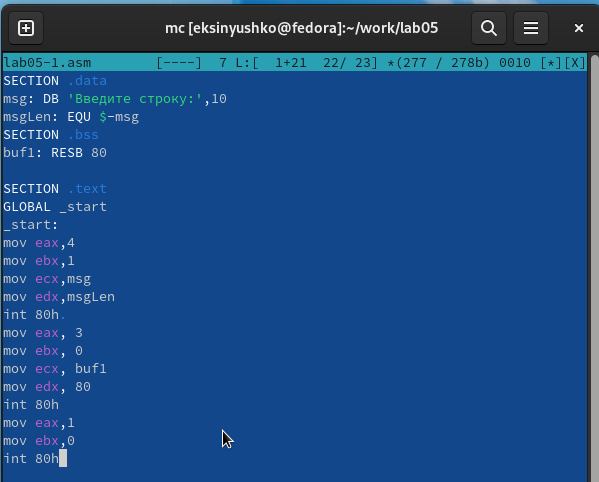 mc [eksinyushko@fedora]:~/work/lab05
lab05-1.asm [----] 7 L:[ 1+21 22/ 23] *(277 / 278b) 0010 [*][X]
SECTION .data
msg: DB 'Введите строку:',10
msgLen: EQU $-msg
SECTION .bss
buf1: RESB 80
SECTION .text
GLOBAL _start
_start:
mov eax,4
mov ebx,1
mov ecx,msg
mov edx,msgLen
int 80h.
mov eax, 3
mov ebx, 0
mov ecx, buf1
mov edx, 80
int 80h
mov eax,1
mov ebx,0
int 80h